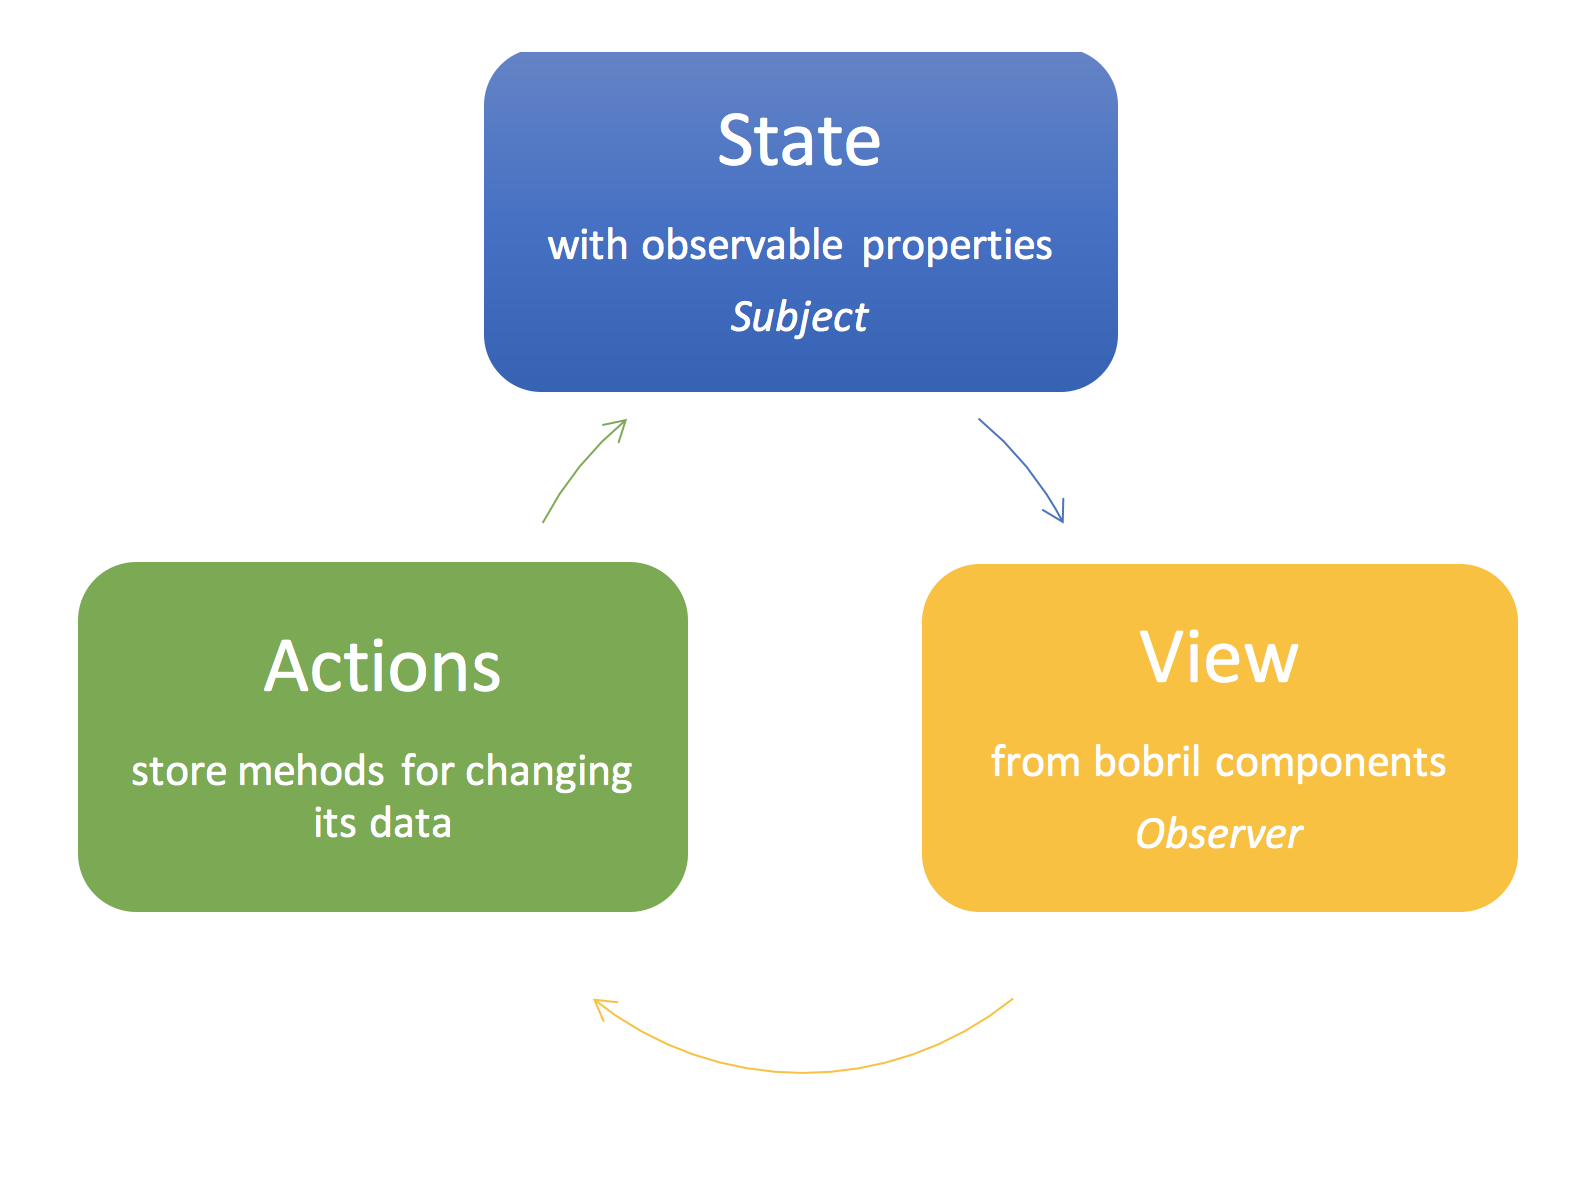 State
with observable properties
Subject
Actions
store mehods for changing
its data
View
from bobril components
Observer